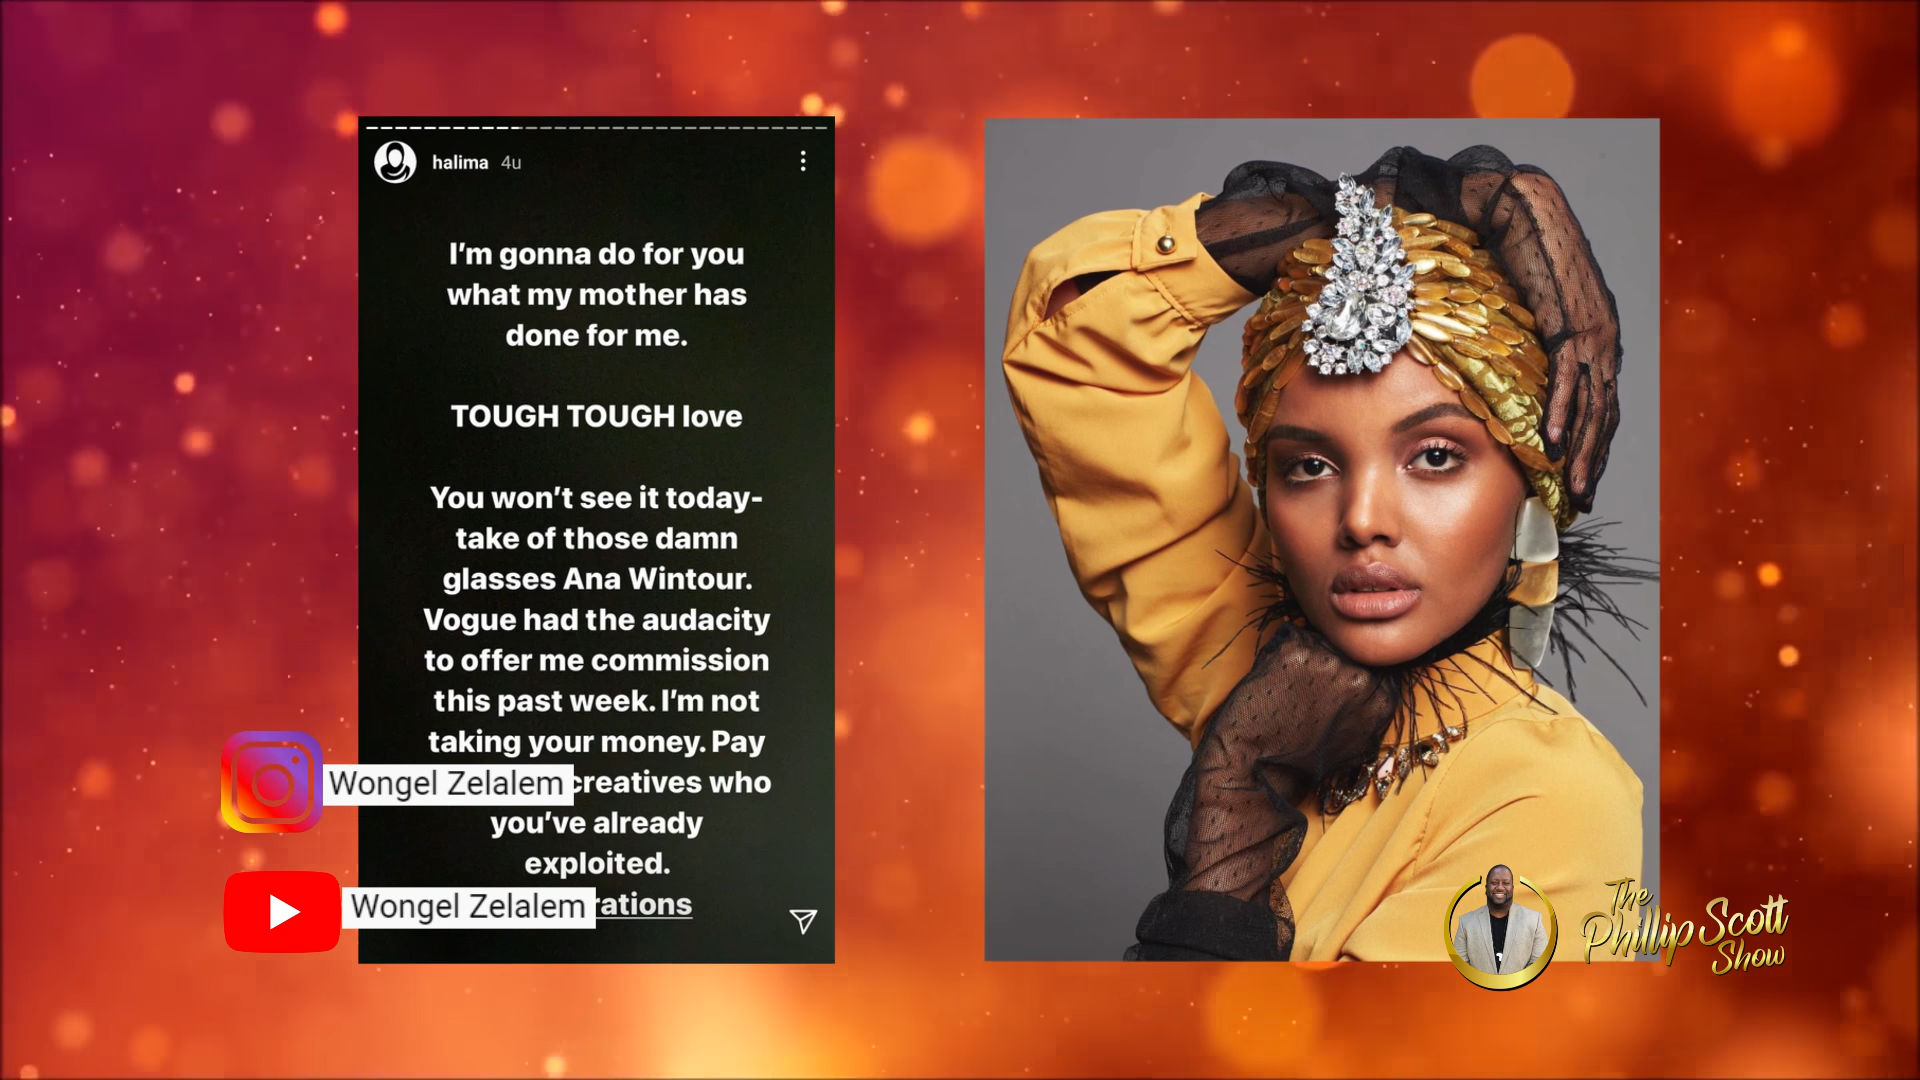 halima 4u
I'm gonna do for you
what my mother has
done for me.
TOUGH TOUGH love
You won't see it today-
take of those damn
glasses Ana Wintour.
Vogue had the audacity
to offer me commission
this past week. I'm not
taking your money. Pay
creatives who
you've already
exploited.
rations
Wongel Zelalem
Wongel Zelalem
The
Phillip Scott
Show